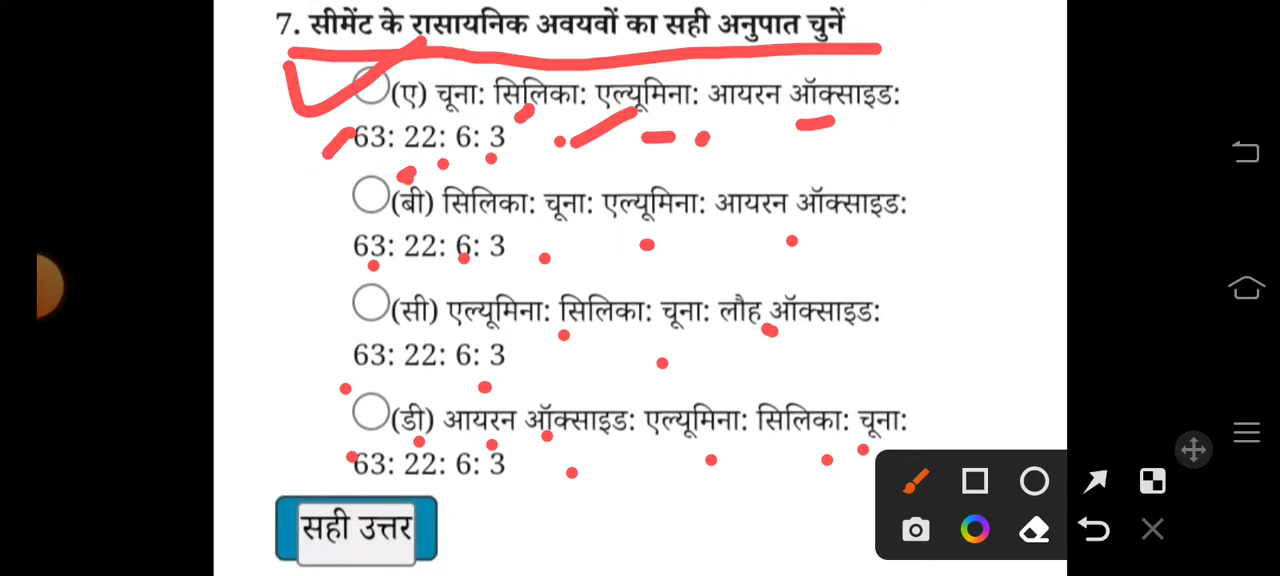 7. सीमेंट के रासायनिक अवयवों का सही अनुपात चुनें
(ए) चूना: सिलिका: एल्यूमिना: आयरन ऑक्साइड:
63: 22: 6: 3
(बी) सिलिका: चूना: एल्यूमिना: आयरन ऑक्साइड:
63: 22: 6: 3
(सी) एल्यूमिना: सिलिका: चूना: लौह ऑक्साइड:
63: 22: 6: 3
(डी) आयरन ऑक्साइड: एल्यूमिना: सिलिका: चूना:
63: 22: 6: 3
सही उत्तर